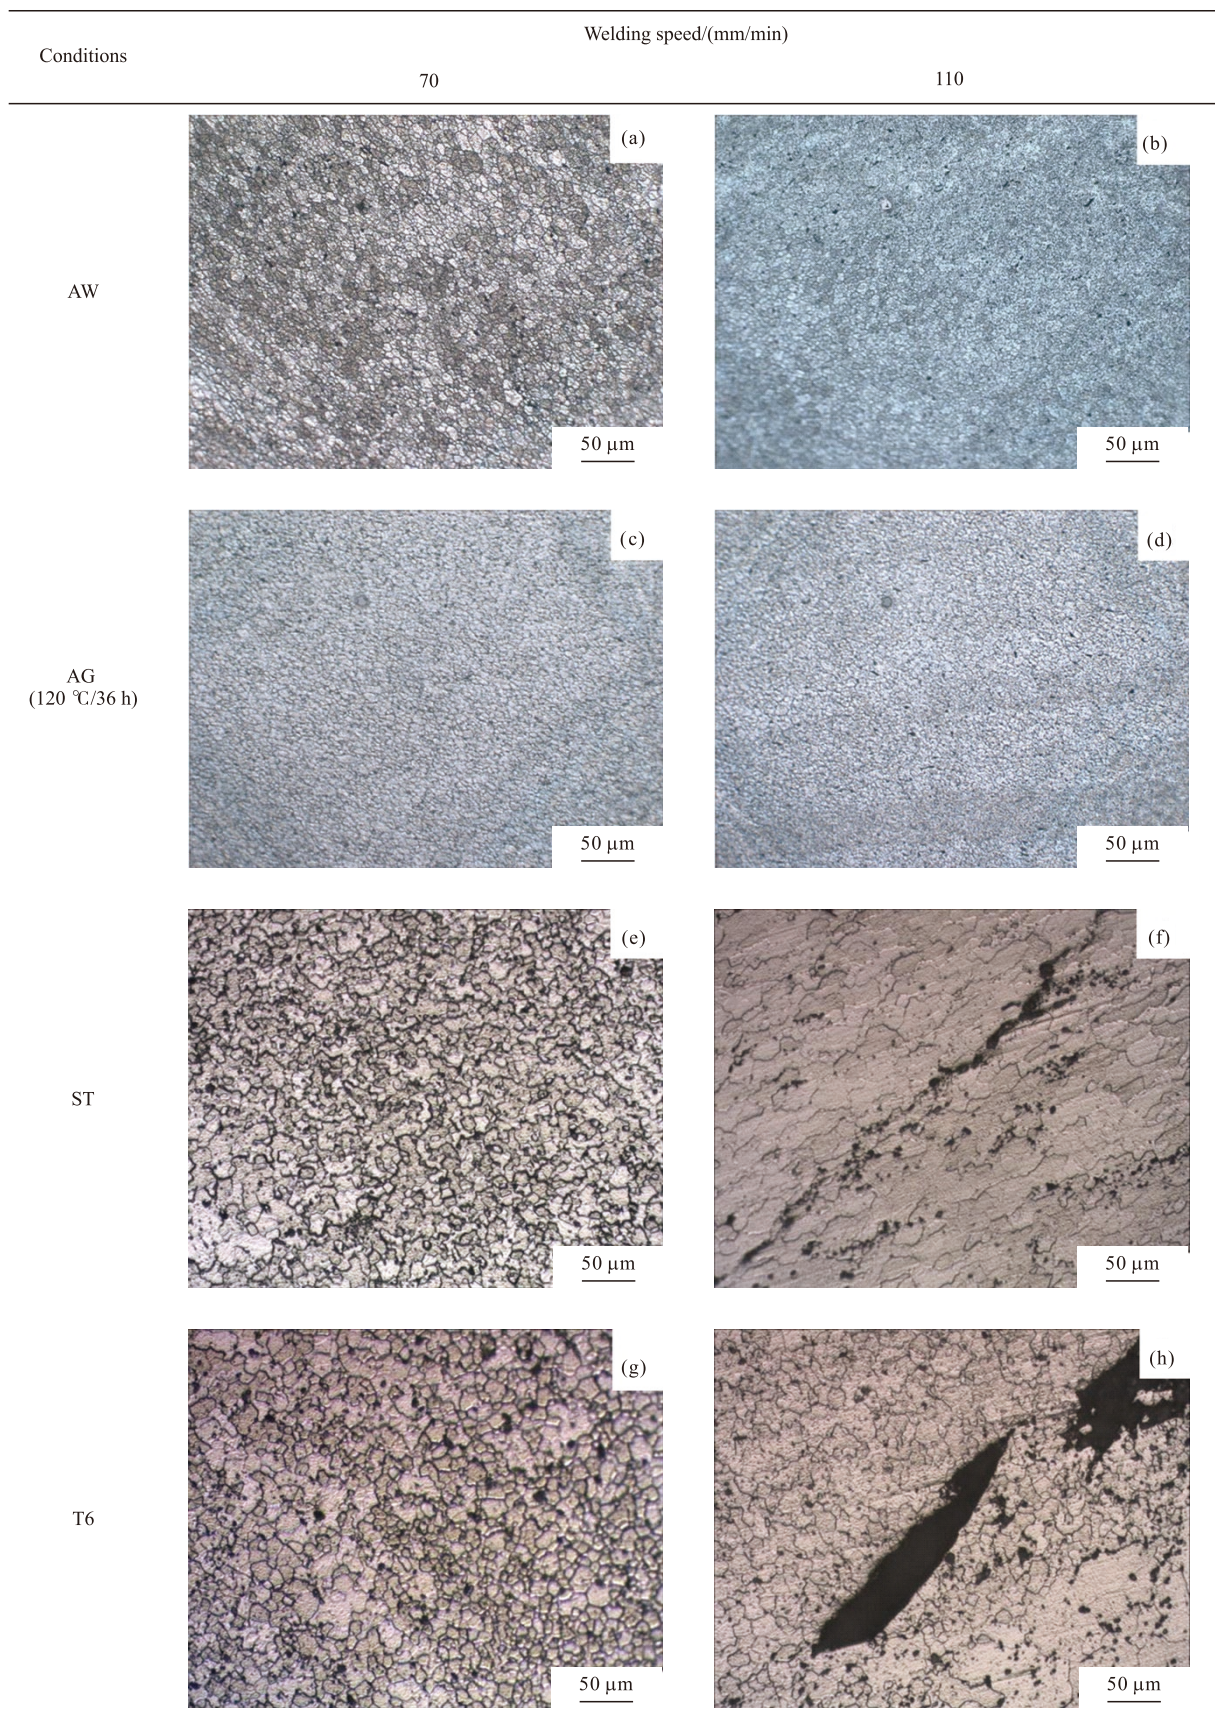 Conditions
Welding speed/(mm/min)
70
110
AW
(a)
50 μm
(b)
50 μm
AG
(120 ℃/36 h)
(c)
50 μm
(d)
50 μm
ST
(e)
50 μm
(f)
50 μm
T6
(g)
50 μm
(h)
50 μm